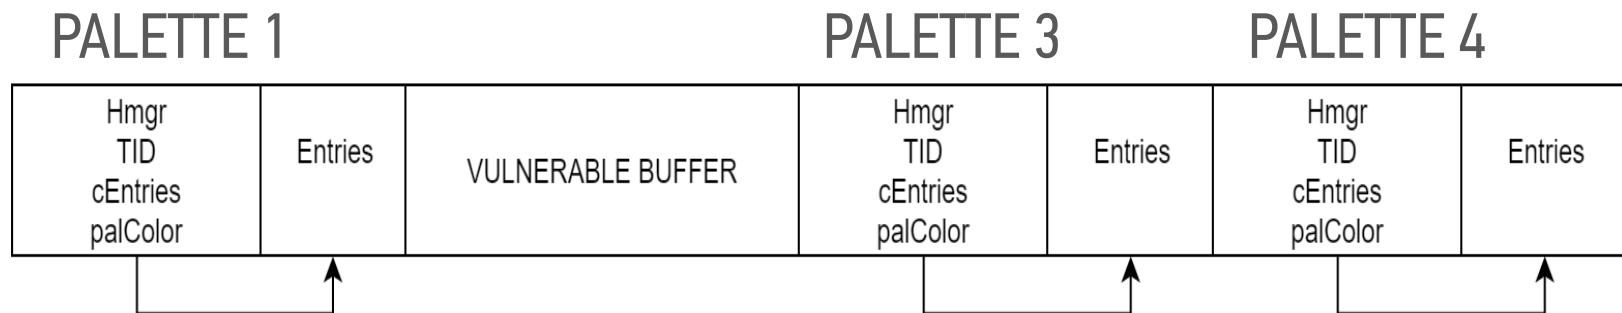 PALETTE 1
PALETTE 3
PALETTE 4
Hmgr
TID
cEntries
palColor
Entries
VULNERABLE BUFFER
Hmgr
TID
cEntries
palColor
Entries
Hmgr
TID
cEntries
palColor
Entries